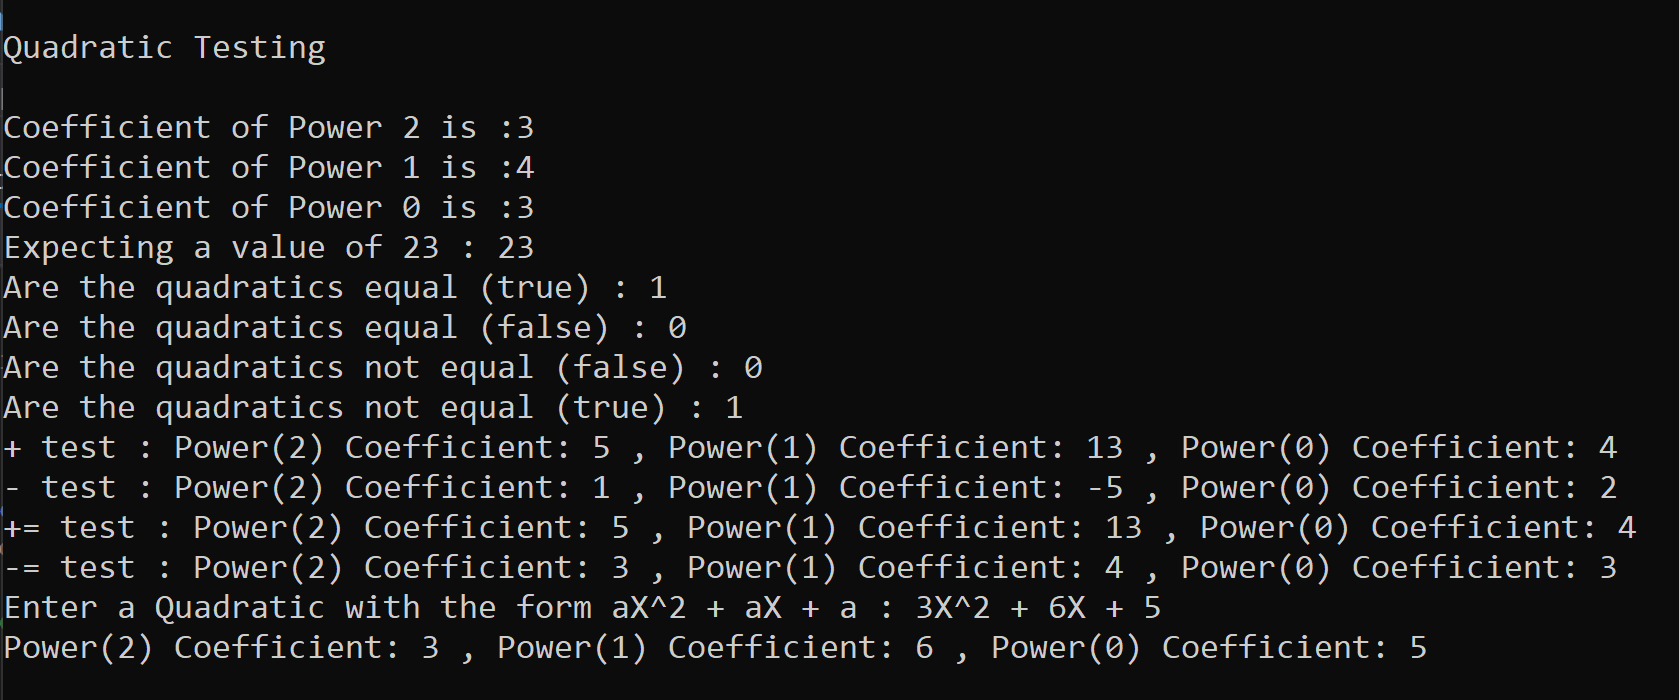 Quadratic Testing
Coefficient of Power 2 is :3
Coefficient of Power 1 is :4
Coefficient of Power 0 is :3
Expecting a value of 23 : 23
Are the quadratics equal (true) : 1
Are the quadratics equal (false) : 0
Are the quadratics not equal (false) : 0
Are the quadratics not equal (true) : 1
+ test : Power(2) Coefficient: 5 , Power(1) Coefficient: 13 , Power(0) Coefficient: 4
- test : Power(2) Coefficient: 1 , Power(1) Coefficient: -5 , Power(0) Coefficient: 2
+= test : Power(2) Coefficient: 5 , Power(1) Coefficient: 13 , Power(0) Coefficient: 4
-= test : Power(2) Coefficient: 3 , Power(1) Coefficient: 4 , Power(0) Coefficient: 3
Enter a Quadratic with the form aX^2 + aX + a : 3X^2 + 6X + 5
Power(2) Coefficient: 3 , Power(1) Coefficient: 6 , Power(0) Coefficient: 5